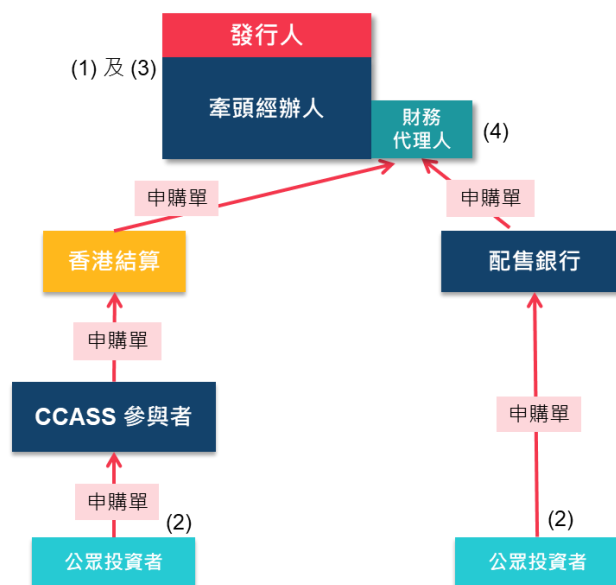 發行人
(1) 及 (3)
牽頭經辦人
財務
代理人
(4)
申購單
申購單
香港結算
配售銀行
申購單
CCASS 參與者
申購單
申購單
(2)
(2)
公眾投資者
公眾投資者